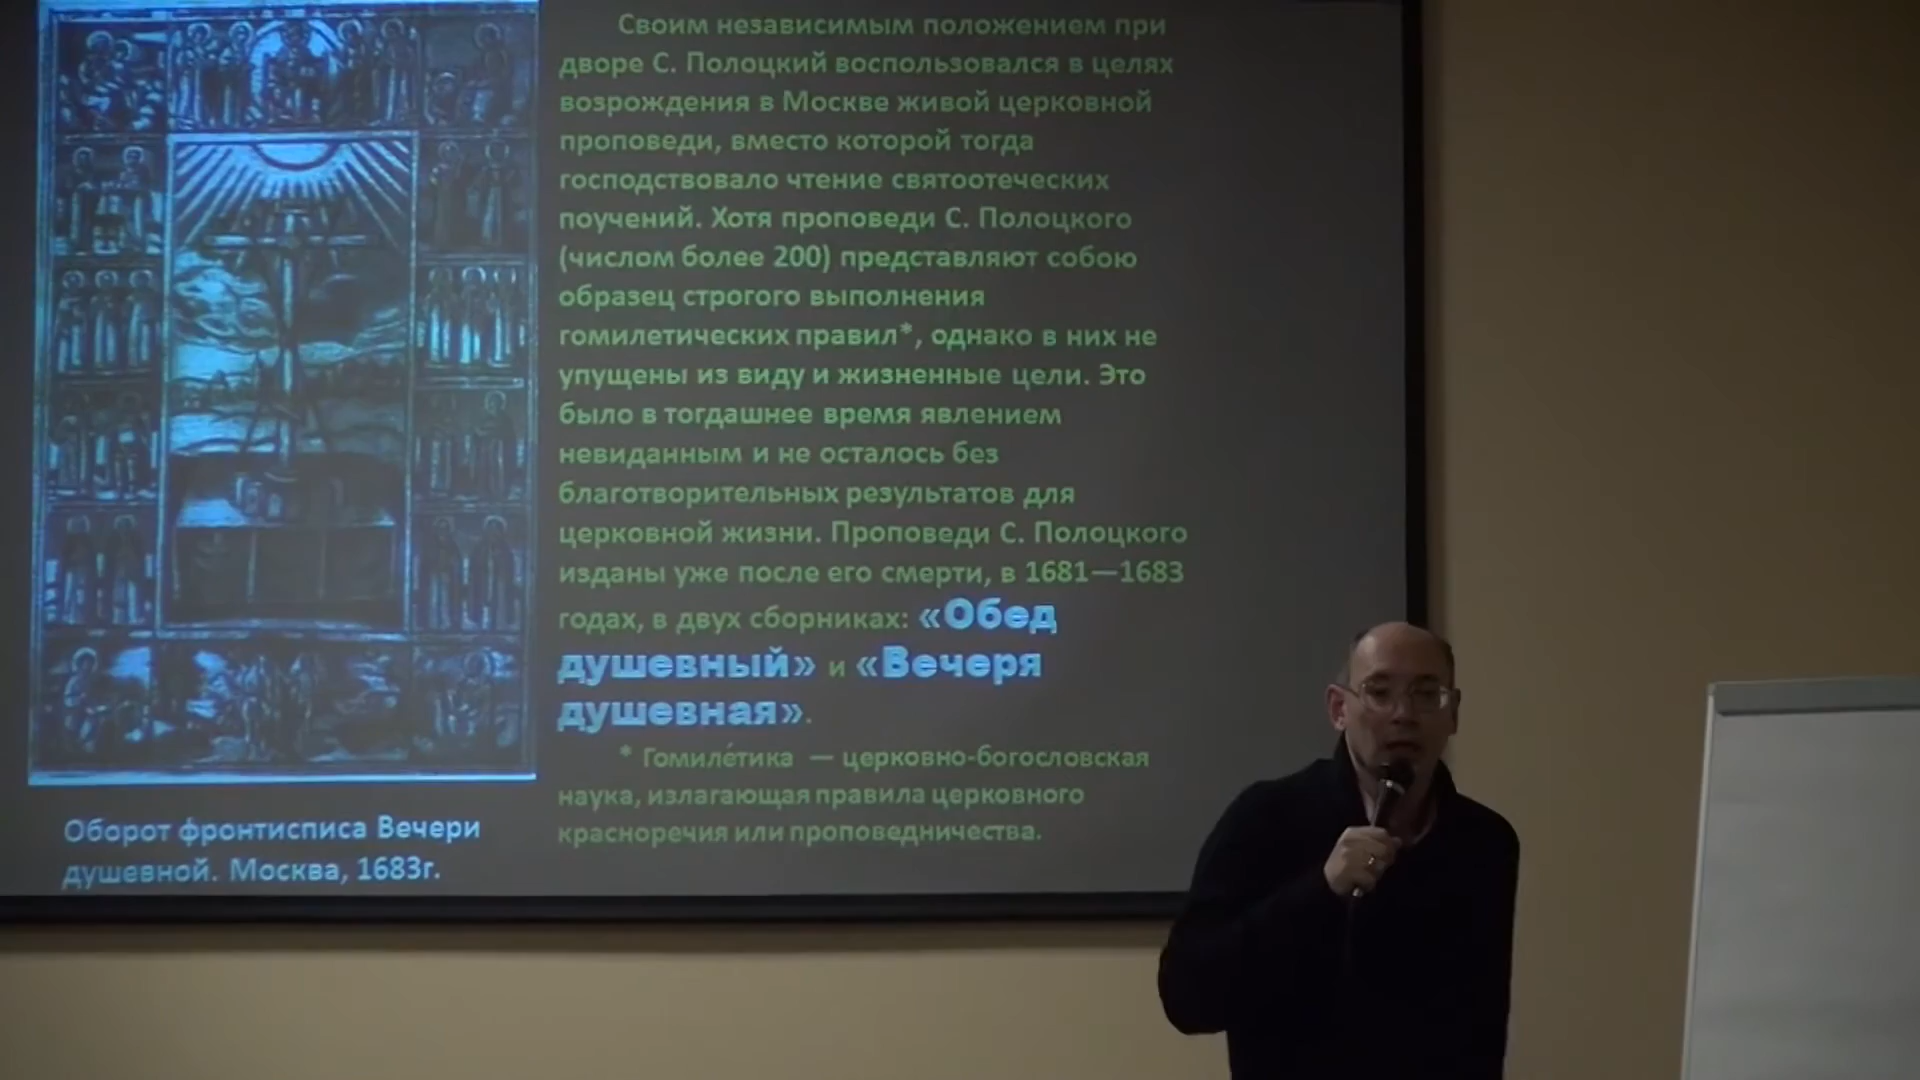 Своим независимым положением при
дворе С. Полоцкий воспользовался в целях
возрождения в Москве живой церковной
проповеди, вместо которой тогда
господствовало чтение святоотеческих
поучений. Хотя проповеди С. Полоцкого
(числом более 200) представляют собою
образец строгого выполнения
гомилетических правил*, однако в них не
упущены из виду и жизненные цели. Это
было в тогдашнее время явлением
невиданным и не осталось без
благотворительных результатов для
церковной жизни. Проповеди С. Полоцкого
изданы уже после его смерти, в 1681—1683
годах, в двух сборниках: «Обед
душевный» и «Вечеря
душевная».
* Гомиле́тика — церковно-богословская
наука, излагающая правила церковного
красноречия или проповедничества.
Оборот фронтисписа Вечери
душевной. Москва, 1683г.